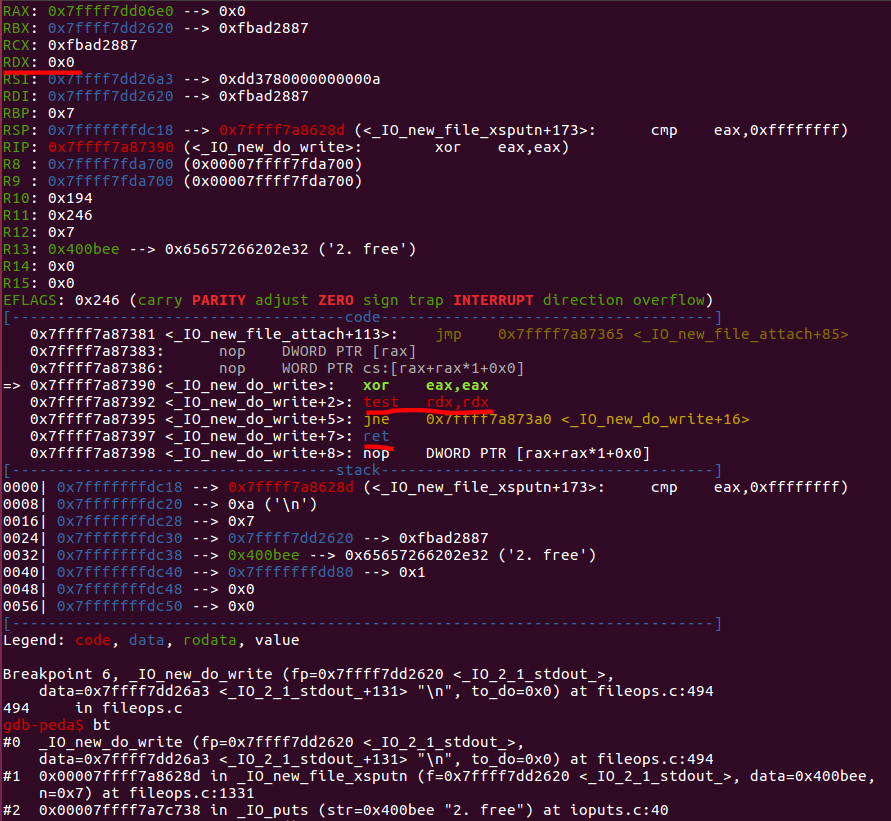 RAX: 0x7ffff7dd06e0 --> 0x0
RBX: 0x7ffff7dd2620 --> 0xfbad2887
RCX: 0xfbad2887
RDX: 0x0
RSI: 0x7ffff7dd26a3 --> 0xdd3780000000000a
RDI: 0x7ffff7dd2620 --> 0xfbad2887
RBP: 0x7
RSP: 0x7fffffffdc18 --> 0x7ffff7a8628d (<_IO_new_file_xsputn+173>: cmp eax,0xffffffff)
RIP: 0x7ffff7a87390 (<_IO_new_do_write>: xor eax,eax)
R8 : 0x7ffff7fda700 (0x00007ffff7fda700)
R9 : 0x7ffff7fda700 (0x00007ffff7fda700)
R10: 0x194
R11: 0x246
R12: 0x7
R13: 0x400bee --> 0x65657266202e32 ('2. free')
R14: 0x0
R15: 0x0
EFLAGS: 0x246 (carry PARITY adjust ZERO sign trap INTERRUPT direction overflow)
[-------------------------------------code-------------------------------------]
0x7ffff7a87381 <_IO_new_file_attach+113>: jmp 0x7ffff7a87365 <_IO_new_file_attach+85>
0x7ffff7a87383: nop DWORD PTR [rax]
0x7ffff7a87386: nop WORD PTR cs:[rax+rax*1+0x0]
=> 0x7ffff7a87390 <_IO_new_do_write>: xor eax,eax
0x7ffff7a87392 <_IO_new_do_write+2>: test rdx,rdx
0x7ffff7a87395 <_IO_new_do_write+5>: jne 0x7ffff7a873a0 <_IO_new_do_write+16>
0x7ffff7a87397 <_IO_new_do_write+7>: ret
0x7ffff7a87398 <_IO_new_do_write+8>: nop DWORD PTR [rax+rax*1+0x0]
[------------------------------------stack-------------------------------------]
0000| 0x7fffffffdc18 --> 0x7ffff7a8628d (<_IO_new_file_xsputn+173>: cmp eax,0xffffffff)
0008| 0x7fffffffdc20 --> 0xa ('\n')
0016| 0x7fffffffdc28 --> 0x7
0024| 0x7fffffffdc30 --> 0x7ffff7dd2620 --> 0xfbad2887
0032| 0x7fffffffdc38 --> 0x400bee --> 0x65657266202e32 ('2. free')
0040| 0x7fffffffdc40 --> 0x7fffffffdd80 --> 0x1
0048| 0x7fffffffdc48 --> 0x0
0056| 0x7fffffffdc50 --> 0x0
[------------------------------------------------------------------------------]
Legend: code, data, rodata, value

Breakpoint 6, _IO_new_do_write (fp=0x7ffff7dd2620 <_IO_2_1_stdout_>,
data=0x7ffff7dd26a3 <_IO_2_1_stdout_+131> "\n", to_do=0x0) at fileops.c:494
494 in fileops.c
gdb-peda$ bt
#0 _IO_new_do_write (fp=0x7ffff7dd2620 <_IO_2_1_stdout_>,
data=0x7ffff7dd26a3 <_IO_2_1_stdout_+131> "\n", to_do=0x0) at fileops.c:494
#1 0x00007ffff7a8628d in _IO_new_file_xsputn (f=0x7ffff7dd2620 <_IO_2_1_stdout_>, data=0x400bee,
n=0x7) at fileops.c:1331
#2 0x00007ffff7a7c738 in _IO_puts (str=0x400bee "2. free") at ioputs.c:40